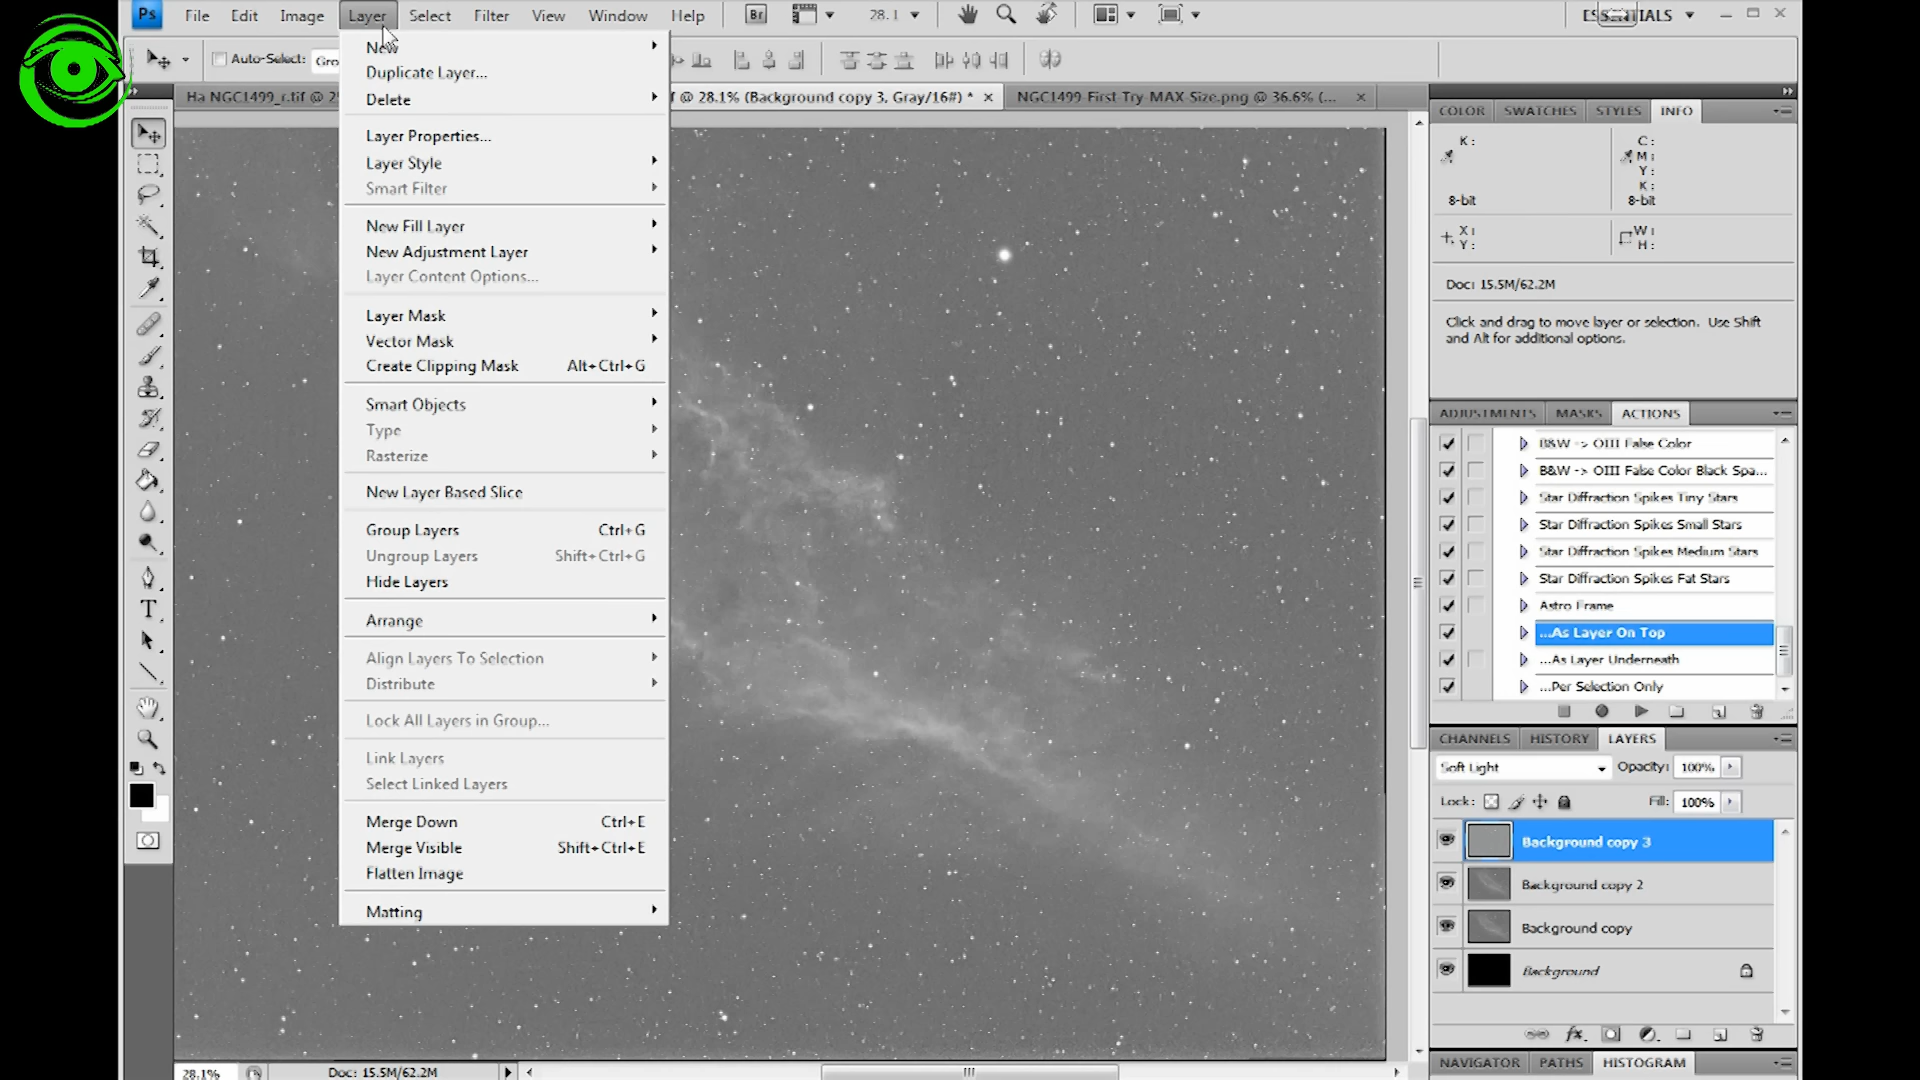 Ps File Edit Image Layer Select Filter View Window Help Br 28.1 ESSENTIALS
Auto-Select: Gro
Ha NGC1499_r.tif @ 2
f @ 28.1% (Background copy 3, Gray/16#) * ×
NGC1499-First-Try-MAX-Size.png @ 36.6% (... ×
New
Duplicate Layer...
Delete
Layer Properties...
Layer Style
Smart Filter
New Fill Layer
New Adjustment Layer
Layer Content Options...
Layer Mask
Vector Mask
Create Clipping Mask Alt+Ctrl+G
Smart Objects
Type
Rasterize
New Layer Based Slice
Group Layers Ctrl+G
Ungroup Layers Shift+Ctrl+G
Hide Layers
Arrange
Align Layers To Selection
Distribute
Lock All Layers in Group...
Link Layers
Select Linked Layers
Merge Down Ctrl+E
Merge Visible Shift+Ctrl+E
Flatten Image
Matting
28.1% Doc: 15.5M/62.2M
COLOR SWATCHES STYLES INFO
K: C:
M:
Y:
K:
8-bit 8-bit
X: W:
Y: H:
Doc: 15.5M/62.2M
Click and drag to move layer or selection. Use Shift
and Alt for additional options.
ADJUSTMENTS MASKS ACTIONS
B&W -> OIII False Color
B&W -> OIII False Color Black Spa...
Star Diffraction Spikes Tiny Stars
Star Diffraction Spikes Small Stars
Star Diffraction Spikes Medium Stars
Star Diffraction Spikes Fat Stars
Astro Frame
...As Layer On Top
...As Layer Underneath
...Per Selection Only
CHANNELS HISTORY LAYERS
Soft Light Opacity: 100%
Lock: Fill: 100%
Background copy 3
Background copy 2
Background copy
Background
NAVIGATOR PATHS HISTOGRAM